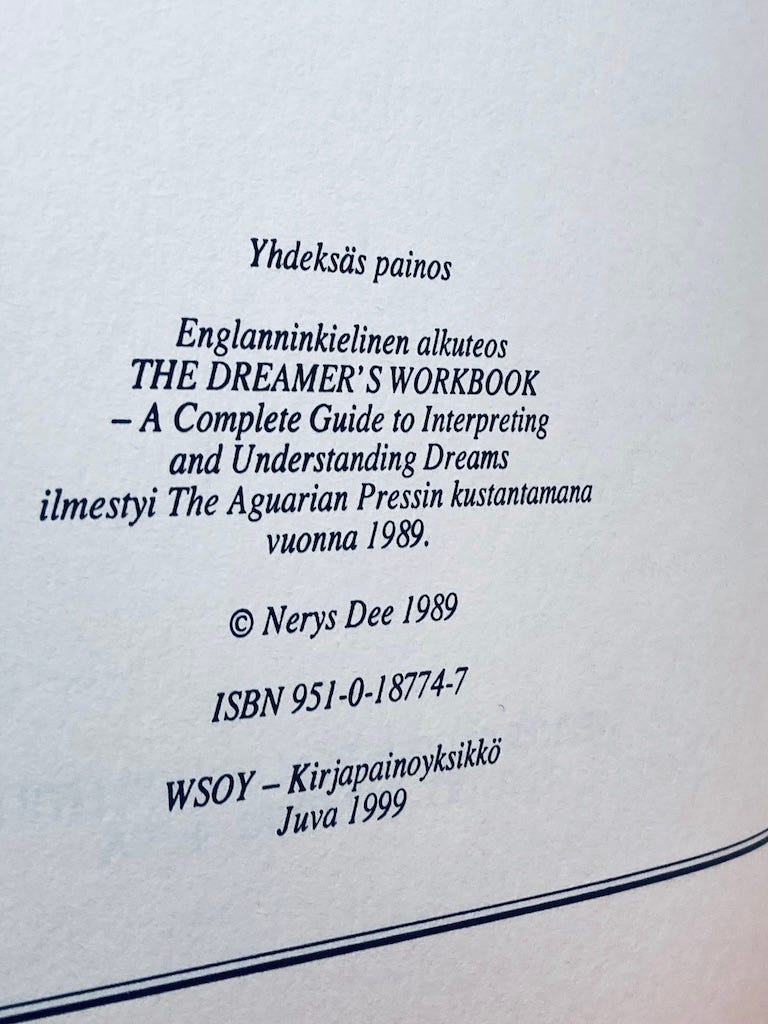 Yhdeksäs painos
Englanninkielinen alkuteos
THE DREAMER'S WORKBOOK
– A Complete Guide to Interpreting
and Understanding Dreams
ilmestyi The Aguarian Pressin kustantamana
vuonna 1989.
© Nerys Dee 1989
ISBN 951-0-18774-7
WSOY – Kirjapainoyksikkö
Juva 1999